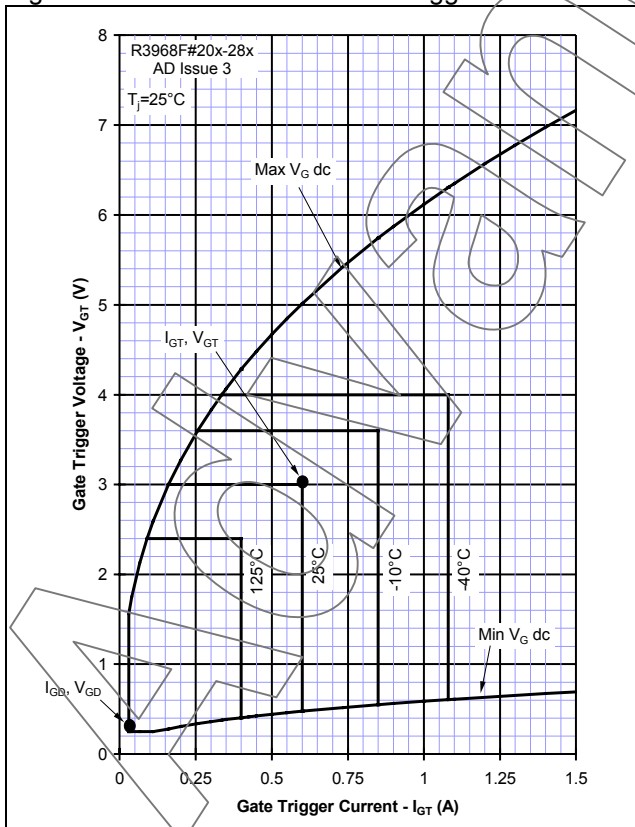 R3968F#20x-28x
AD Issue 3
Tj=25°C
8
7
6
5
4
3
2
1
0
Gate Trigger Voltage - VGT (V)
Max VG dc
IGT, VGT
125°C
25°C
-10°C
-40°C
Min VG dc
IGD, VGD
0
0.25
0.5
0.75
1
1.25
1.5
Gate Trigger Current - IGT (A)